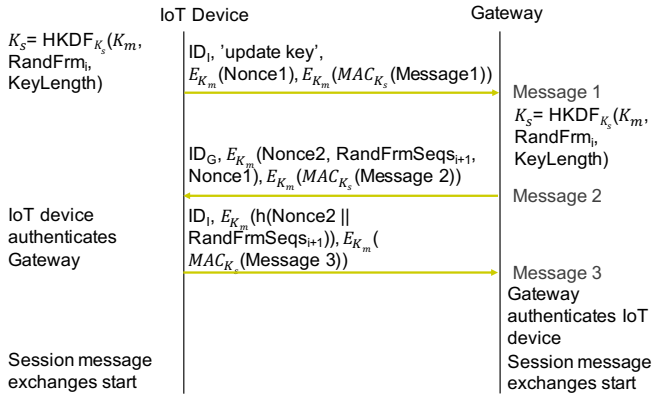 IoT Device
Gateway
K_s= HKDF_{K_s}(K_m,
RandFrm_i,
KeyLength)
ID_I, 'update key',
E_{K_m}(Nonce1), E_{K_m}(MAC_{K_s}(Message1))
Message 1
K_s= HKDF_{K_s}(K_m,
RandFrm_i,
KeyLength)
ID_G, E_{K_m}(Nonce2, RandFrmSeqs_{i+1},
Nonce1), E_{K_m}(MAC_{K_s}(Message 2))
Message 2
IoT device
authenticates
Gateway
ID_I, E_{K_m}(h(Nonce2 ||
RandFrmSeqs_{i+1})), E_{K_m}(
MAC_{K_s}(Message 3))
Message 3
Gateway
authenticates IoT
device
Session message
exchanges start
Session message
exchanges start